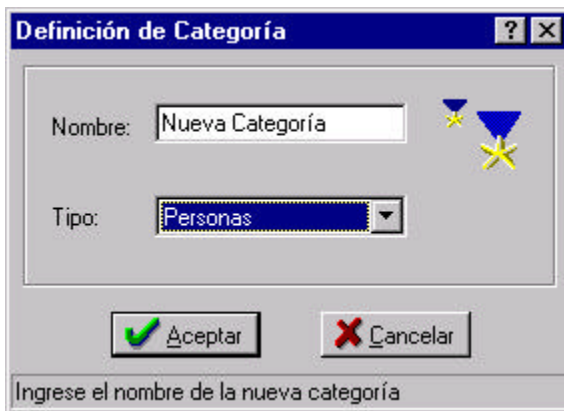 Definición de Categoría
Nombre: Nueva Categoría
Tipo: Personas
Aceptar Cancelar
Ingrese el nombre de la nueva categoría